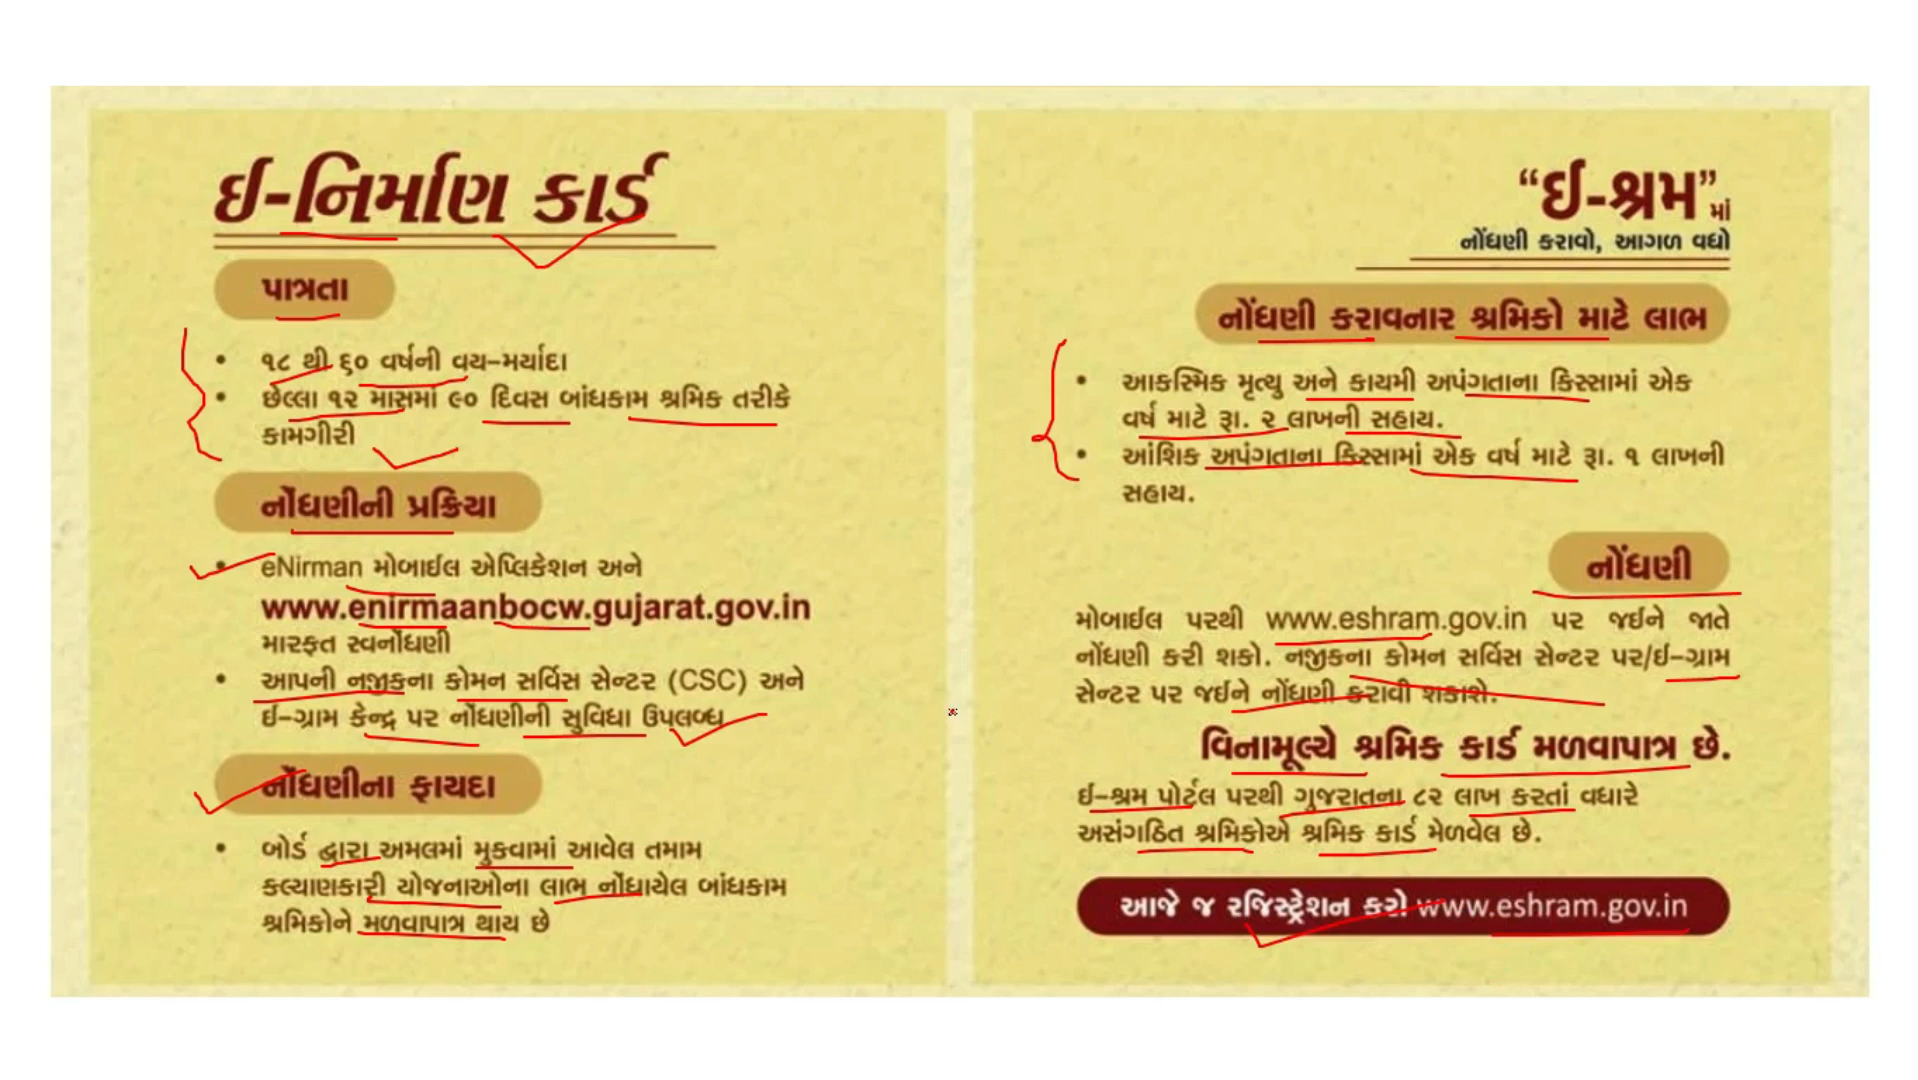 ઈ-નિર્માણ કાર્ડ
પાત્રતા
• ૧૮ થી ૬૦ વર્ષની વય-મર્યાદા
• છેલ્લા ૧૨ માસમાં ૯૦ દિવસ બાંધકામ શ્રમિક તરીકે
કામગીરી
નોંધણીની પ્રક્રિયા
• eNirman મોબાઈલ એપ્લિકેશન અને
www.enirmaanbocw.gujarat.gov.in
મારફત સ્વનોંધણી
• આપની નજીકના કોમન સર્વિસ સેન્ટર (CSC) અને
ઈ-ગ્રામ કેન્દ્ર પર નોંધણીની સુવિધા ઉપલબ્ધ
નોંધણીના ફાયદા
• બોર્ડ દ્વારા અમલમાં મુકવામાં આવેલ તમામ
કલ્યાણકારી યોજનાઓના લાભ નોંધાયેલ બાંધકામ
શ્રમિકોને મળવાપાત્ર થાય છે
“ઈ-શ્રમ”માં
નોંધણી કરાવો, આગળ વધો
નોંધણી કરાવનાર શ્રમિકો માટે લાભ
• આકસ્મિક મૃત્યુ અને કાયમી અપંગતાના કિસ્સામાં એક
વર્ષ માટે રૂા. ૨ લાખની સહાય.
• આંશિક અપંગતાના કિસ્સામાં એક વર્ષ માટે રૂા. ૧ લાખની
સહાય.
નોંધણી
મોબાઈલ પરથી www.eshram.gov.in પર જઈને જાતે
નોંધણી કરી શકો. નજીકના કોમન સર્વિસ સેન્ટર પર/ઈ-ગ્રામ
સેન્ટર પર જઈને નોંધણી કરાવી શકાશે.
વિનામૂલ્યે શ્રમિક કાર્ડ મળવાપાત્ર છે.
ઈ-શ્રમ પોર્ટલ પરથી ગુજરાતના ૮૨ લાખ કરતાં વધારે
અસંગઠિત શ્રમિકોએ શ્રમિક કાર્ડ મેળવેલ છે.
આજે જ રજિસ્ટ્રેશન કરો www.eshram.gov.in